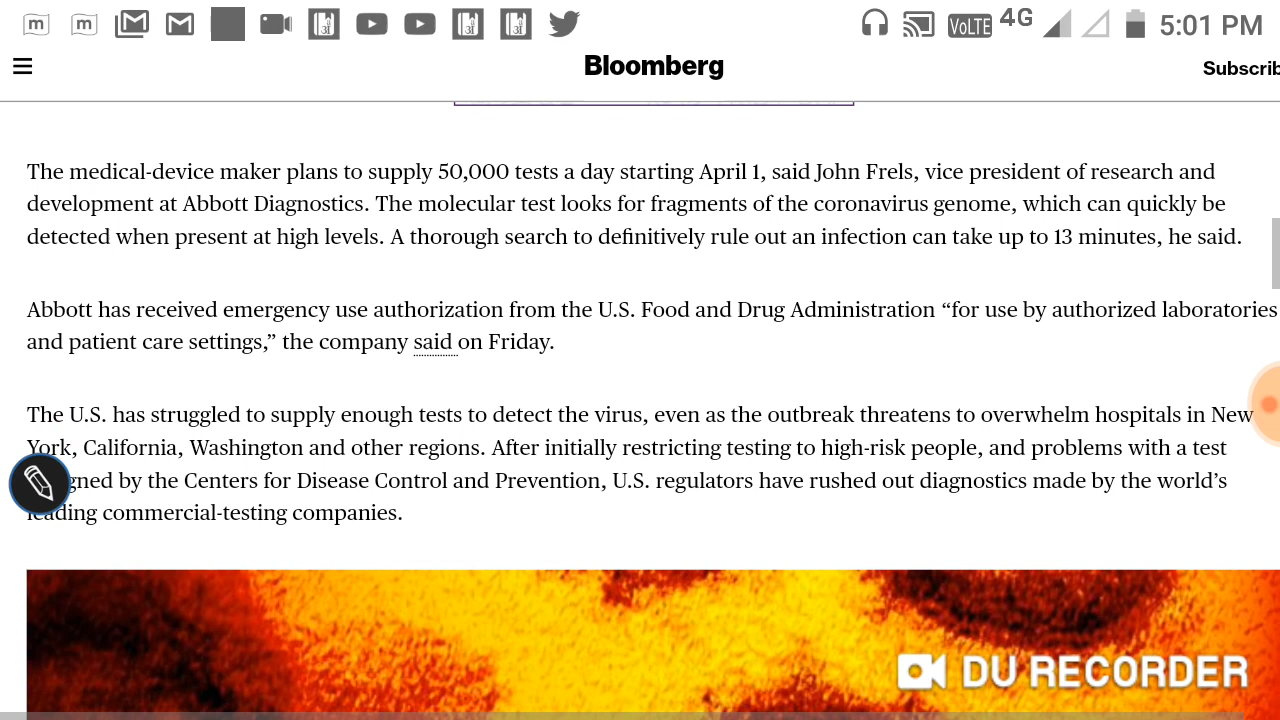 VoLTE 4G 5:01 PM
Bloomberg
Subscrib
The medical-device maker plans to supply 50,000 tests a day starting April 1, said John Frels, vice president of research and
development at Abbott Diagnostics. The molecular test looks for fragments of the coronavirus genome, which can quickly be
detected when present at high levels. A thorough search to definitively rule out an infection can take up to 13 minutes, he said.
Abbott has received emergency use authorization from the U.S. Food and Drug Administration “for use by authorized laboratories
and patient care settings,” the company said on Friday.
The U.S. has struggled to supply enough tests to detect the virus, even as the outbreak threatens to overwhelm hospitals in New
York, California, Washington and other regions. After initially restricting testing to high-risk people, and problems with a test
gned by the Centers for Disease Control and Prevention, U.S. regulators have rushed out diagnostics made by the world’s
leading commercial-testing companies.
DU RECORDER